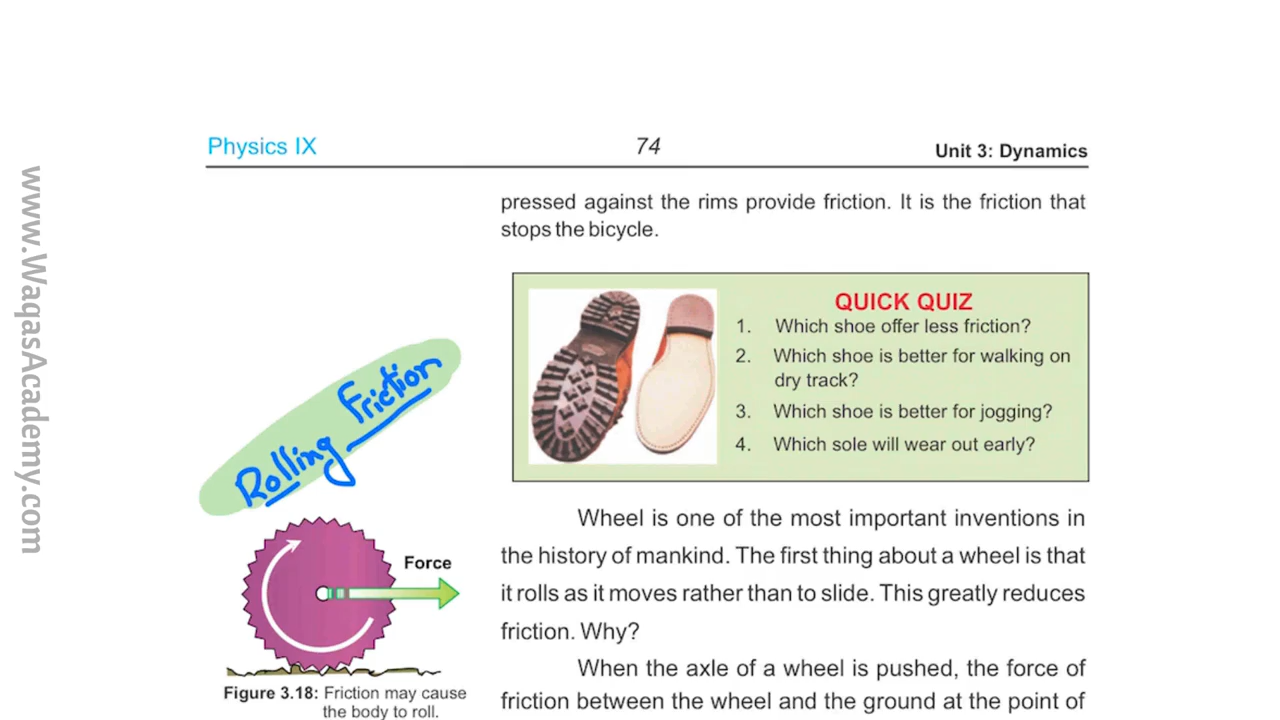 www.WaqasAcademy.com
Physics IX
74
Unit 3: Dynamics
pressed against the rims provide friction. It is the friction that
stops the bicycle.
QUICK QUIZ
1. Which shoe offer less friction?
2. Which shoe is better for walking on
dry track?
3. Which shoe is better for jogging?
4. Which sole will wear out early?
Rolling Friction
Force
Figure 3.18: Friction may cause
the body to roll.
Wheel is one of the most important inventions in
the history of mankind. The first thing about a wheel is that
it rolls as it moves rather than to slide. This greatly reduces
friction. Why?
When the axle of a wheel is pushed, the force of
friction between the wheel and the ground at the point of